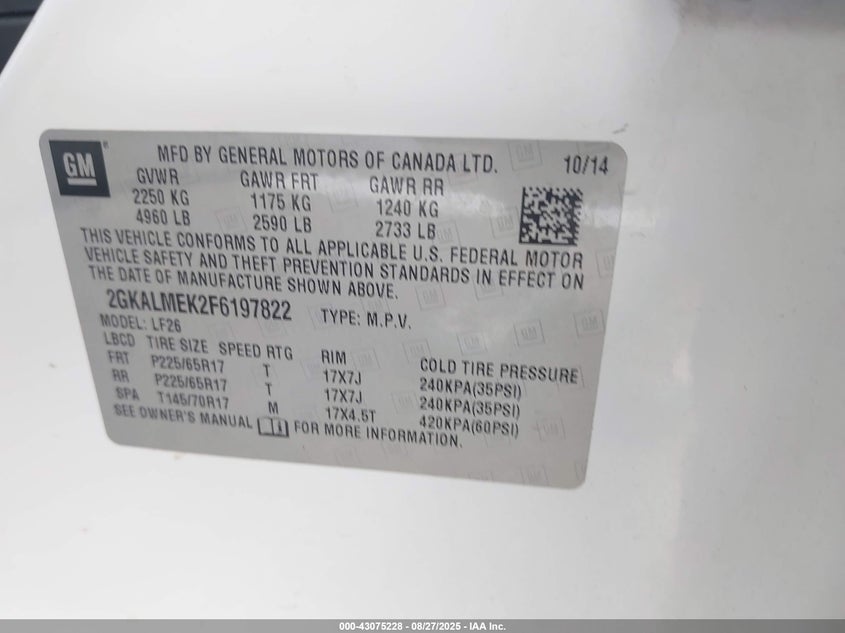 GM
MFD BY GENERAL MOTORS OF CANADA LTD. 10/14
GVWR GAWR FRT GAWR RR
2250 KG 1175 KG 1240 KG
4960 LB 2590 LB 2733 LB
THIS VEHICLE CONFORMS TO ALL APPLICABLE U.S. FEDERAL MOTOR
VEHICLE SAFETY AND THEFT PREVENTION STANDARDS IN EFFECT ON
THE DATE OF MANUFACTURE SHOWN ABOVE.
2GKALMEK2F6197822 TYPE: M.P.V.
MODEL: LF26
LBCD TIRE SIZE SPEED RTG RIM COLD TIRE PRESSURE
FRT P225/65R17 T 17X7J 240KPA(35PSI)
RR P225/65R17 T 17X7J 240KPA(35PSI)
SPA T145/70R17 M 17X4.5T 420KPA(60PSI)
SEE OWNER'S MANUAL FOR MORE INFORMATION.
000-43075228 - 08/27/2025 - IAA Inc.